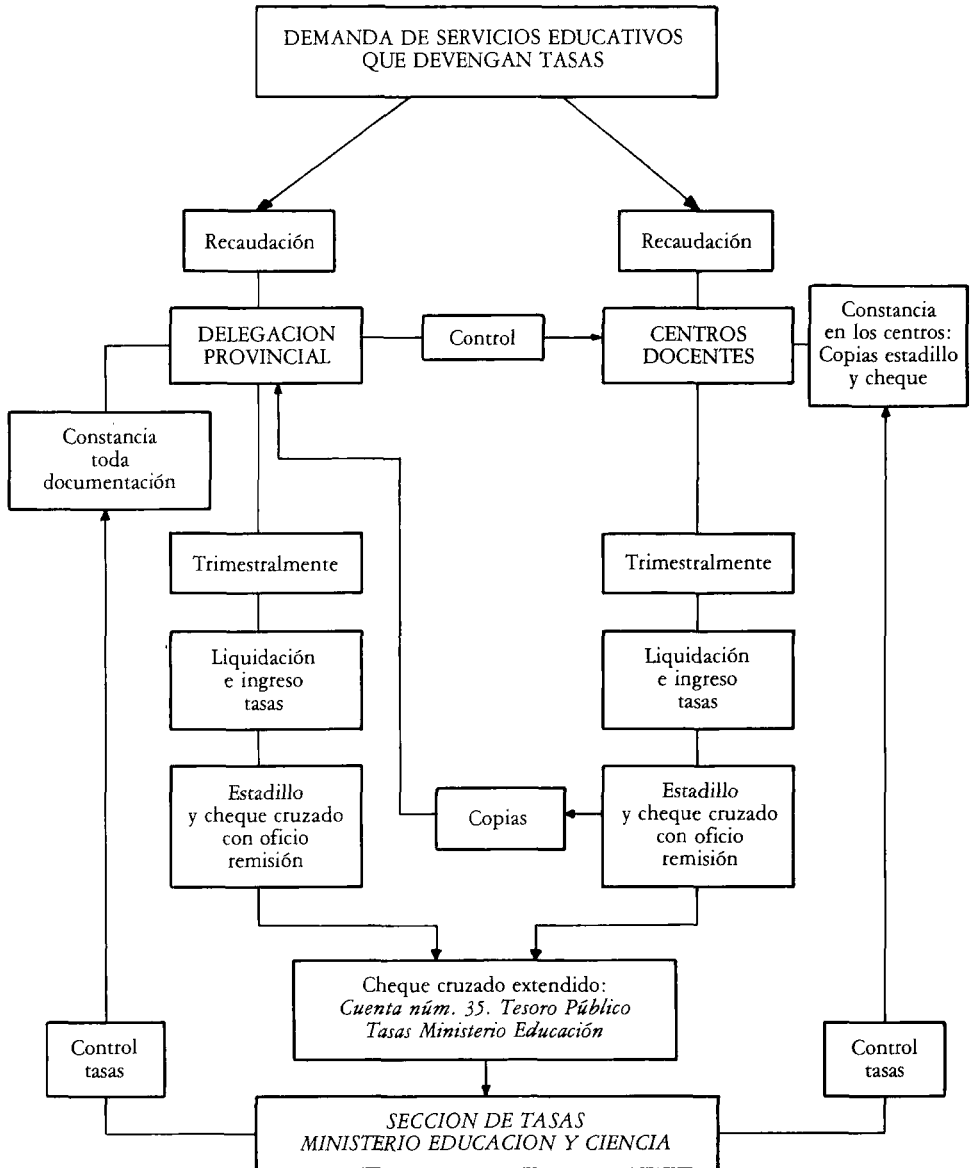 DEMANDA DE SERVICIOS EDUCATIVOS
QUE DEVENGAN TASAS
Recaudación
Recaudación
DELEGACION
PROVINCIAL
Control
CENTROS
DOCENTES
Constancia
en los centros:
Copias estadillo
y cheque
Constancia
toda
documentación
Trimestralmente
Trimestralmente
Liquidación
e ingreso
tasas
Liquidación
e ingreso
tasas
Estadillo
y cheque cruzado
con oficio
remisión
Copias
Estadillo
y cheque cruzado
con oficio
remisión
Cheque cruzado extendido:
Cuenta núm. 35. Tesoro Público
Tasas Ministerio Educación
Control
tasas
Control
tasas
SECCION DE TASAS
MINISTERIO EDUCACION Y CIENCIA